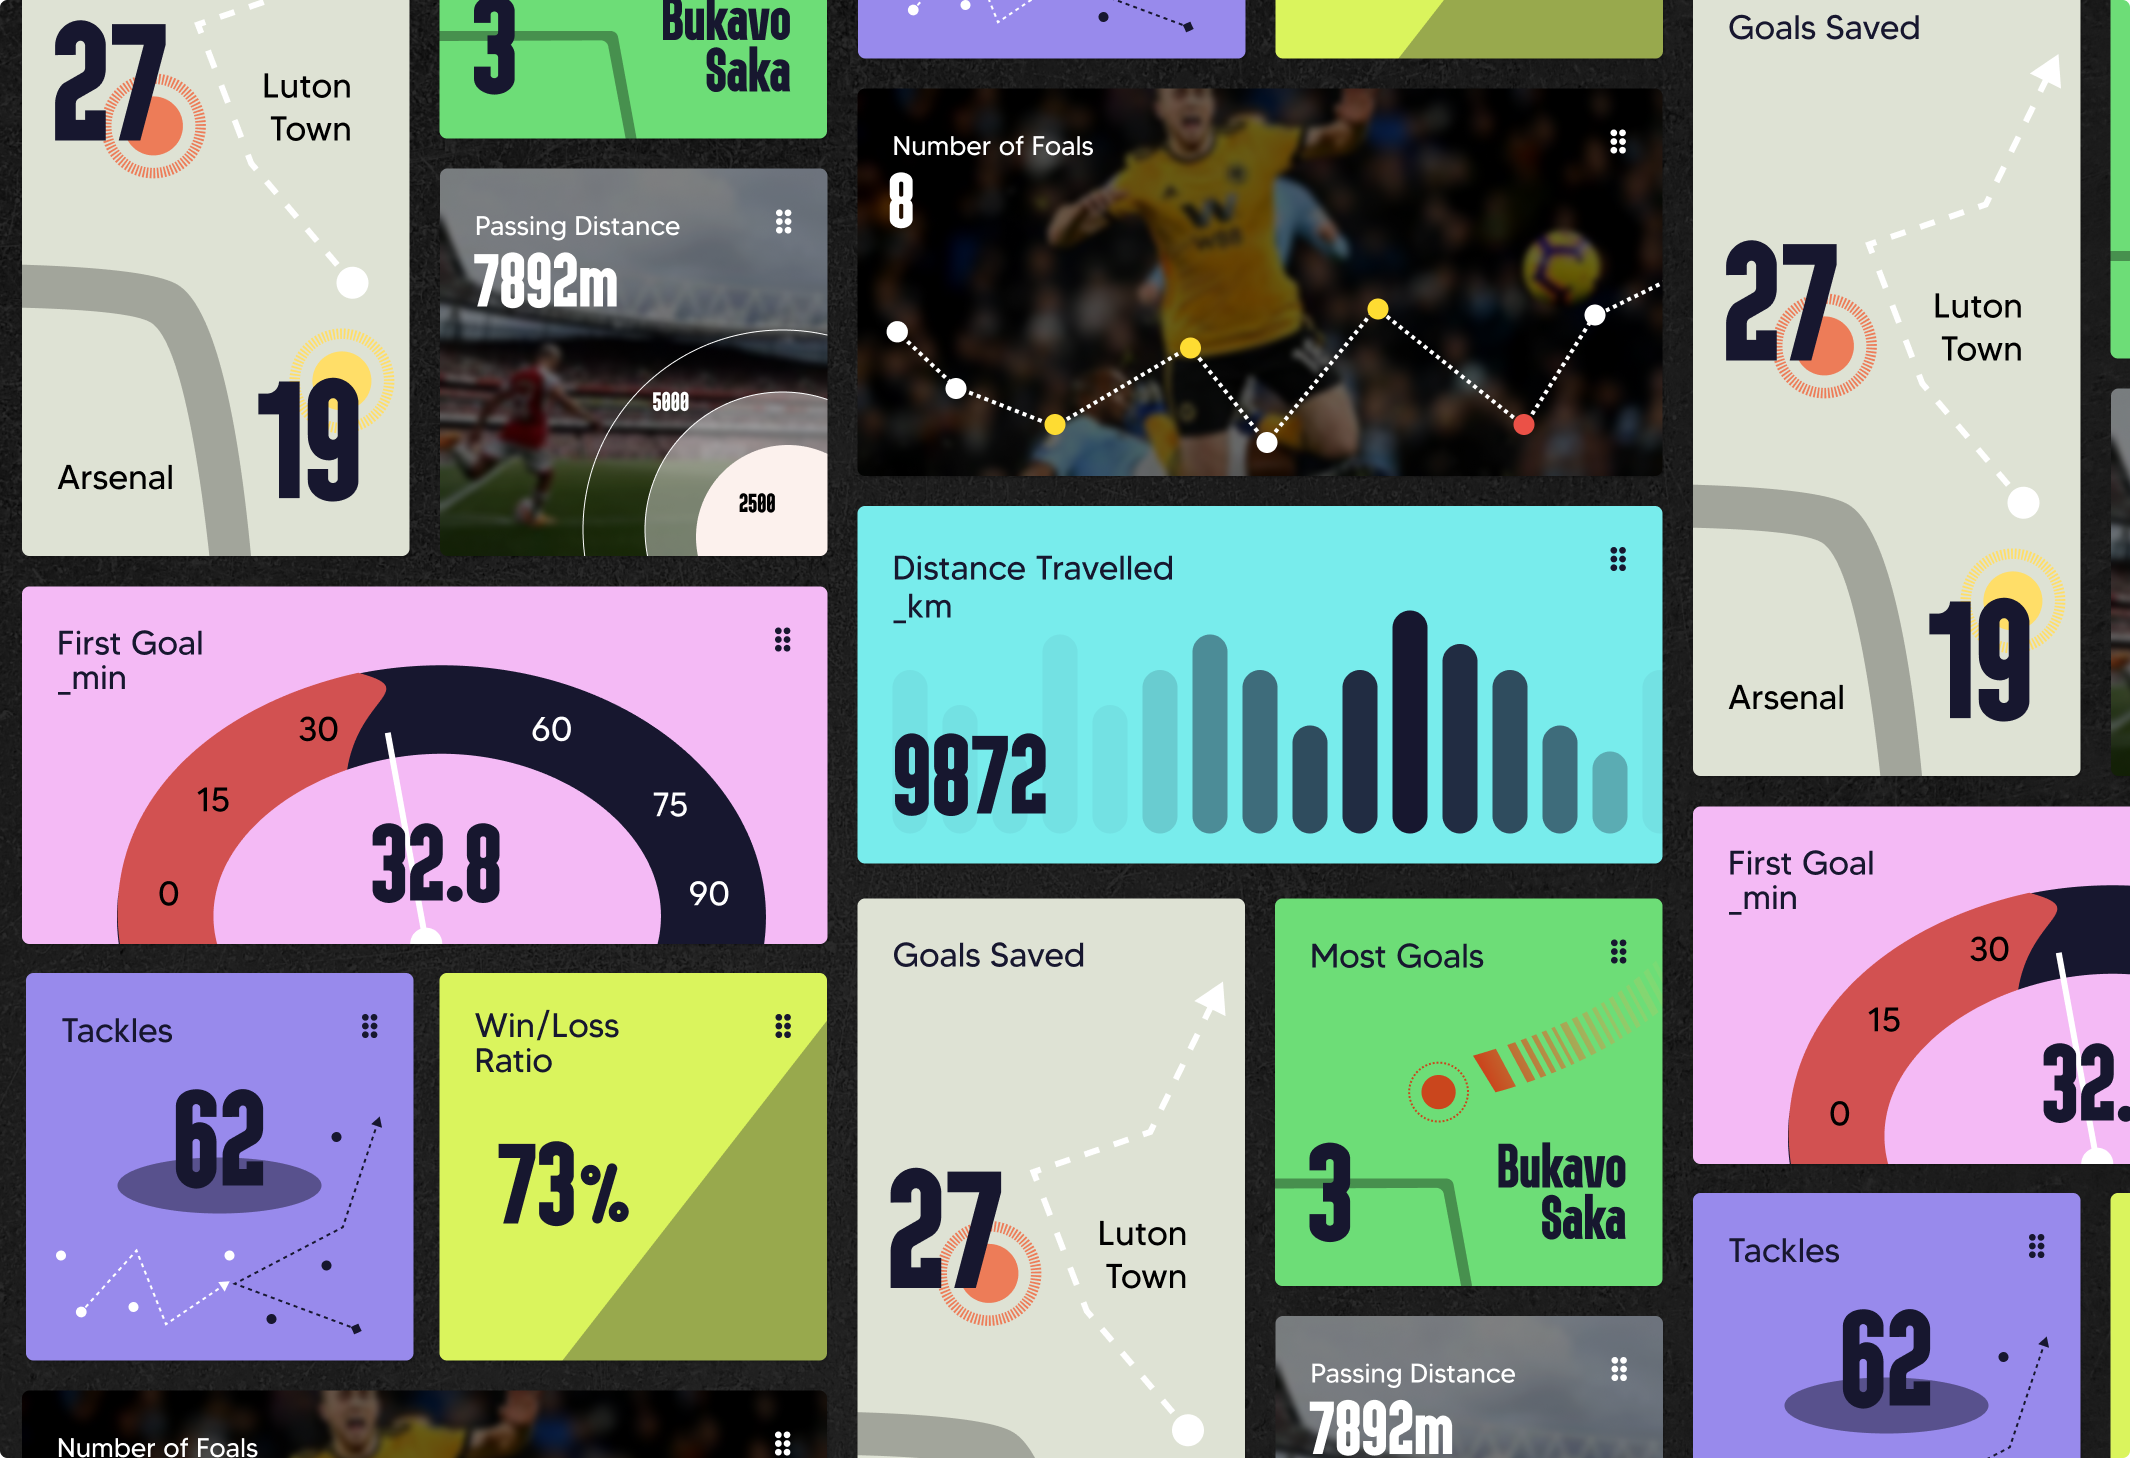 27
Luton
Town
19
Arsenal
3
Bukavo
Saka
Passing Distance
7892m
5000
2500
First Goal
_min
0
15
30
60
75
90
32.8
Tackles
62
Win/Loss
Ratio
73%
Number of Foals
Number of Foals
8
Distance Travelled
_km
9872
Goals Saved
27
Luton
Town
Most Goals
3
Bukavo
Saka
Passing Distance
7892m
Goals Saved
27
Luton
Town
19
Arsenal
First Goal
_min
0
15
30
32.
Tackles
62